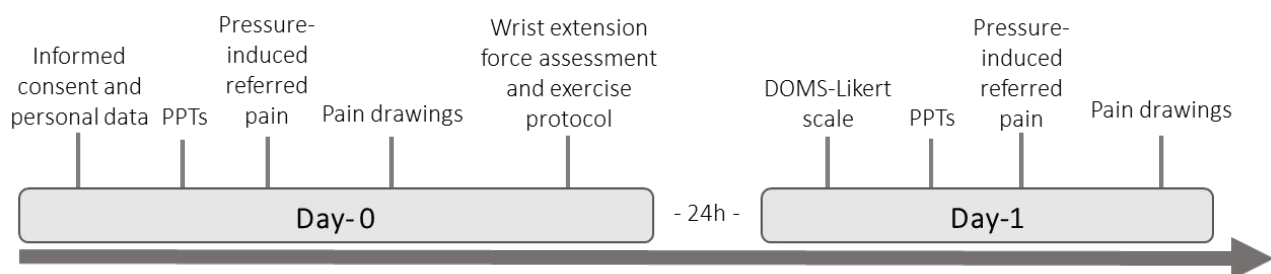 Informed
consent and
personal data
PPTs
Pressure-
induced
referred
pain
Pain drawings
Wrist extension
force assessment
and exercise
protocol
DOMS-Likert
scale
PPTs
Pressure-
induced
referred
pain
Pain drawings
Day-0
- 24h -
Day-1